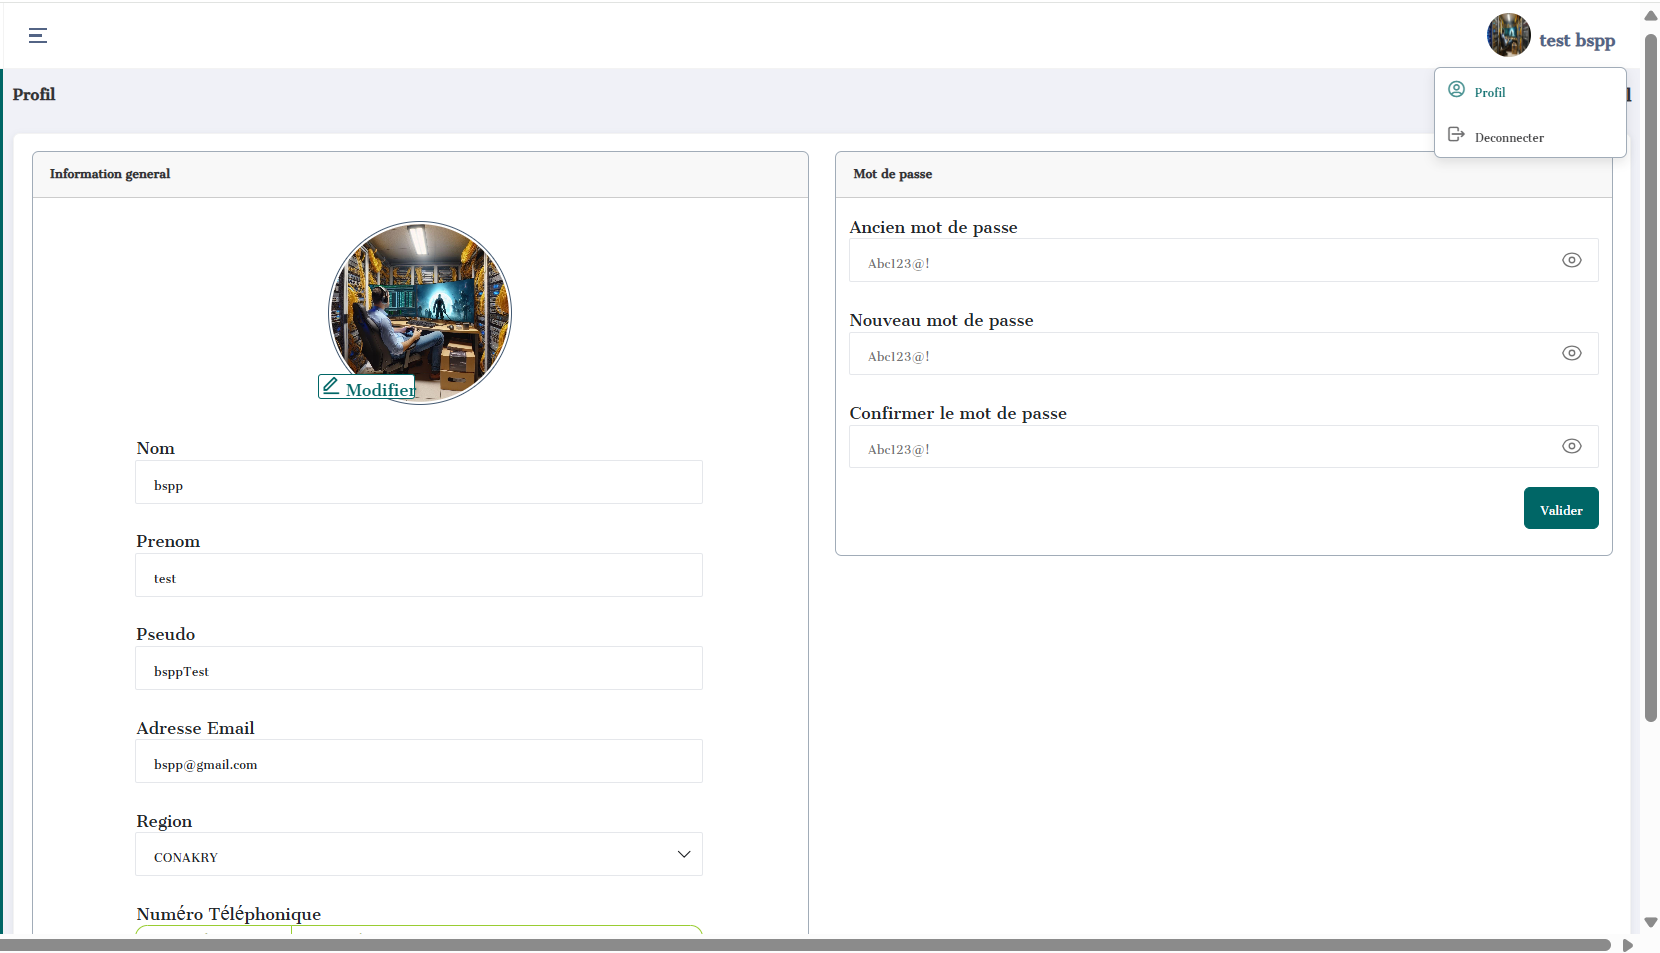 test bspp
Profil
Profil
Deconnecter
Information general
Modifier
Nom
bspp
Prenom
test
Pseudo
bsppTest
Adresse Email
bspp@gmail.com
Region
CONAKRY
Numéro Téléphonique
Mot de passe
Ancien mot de passe
Abc123@!
Nouveau mot de passe
Abc123@!
Confirmer le mot de passe
Abc123@!
Valider